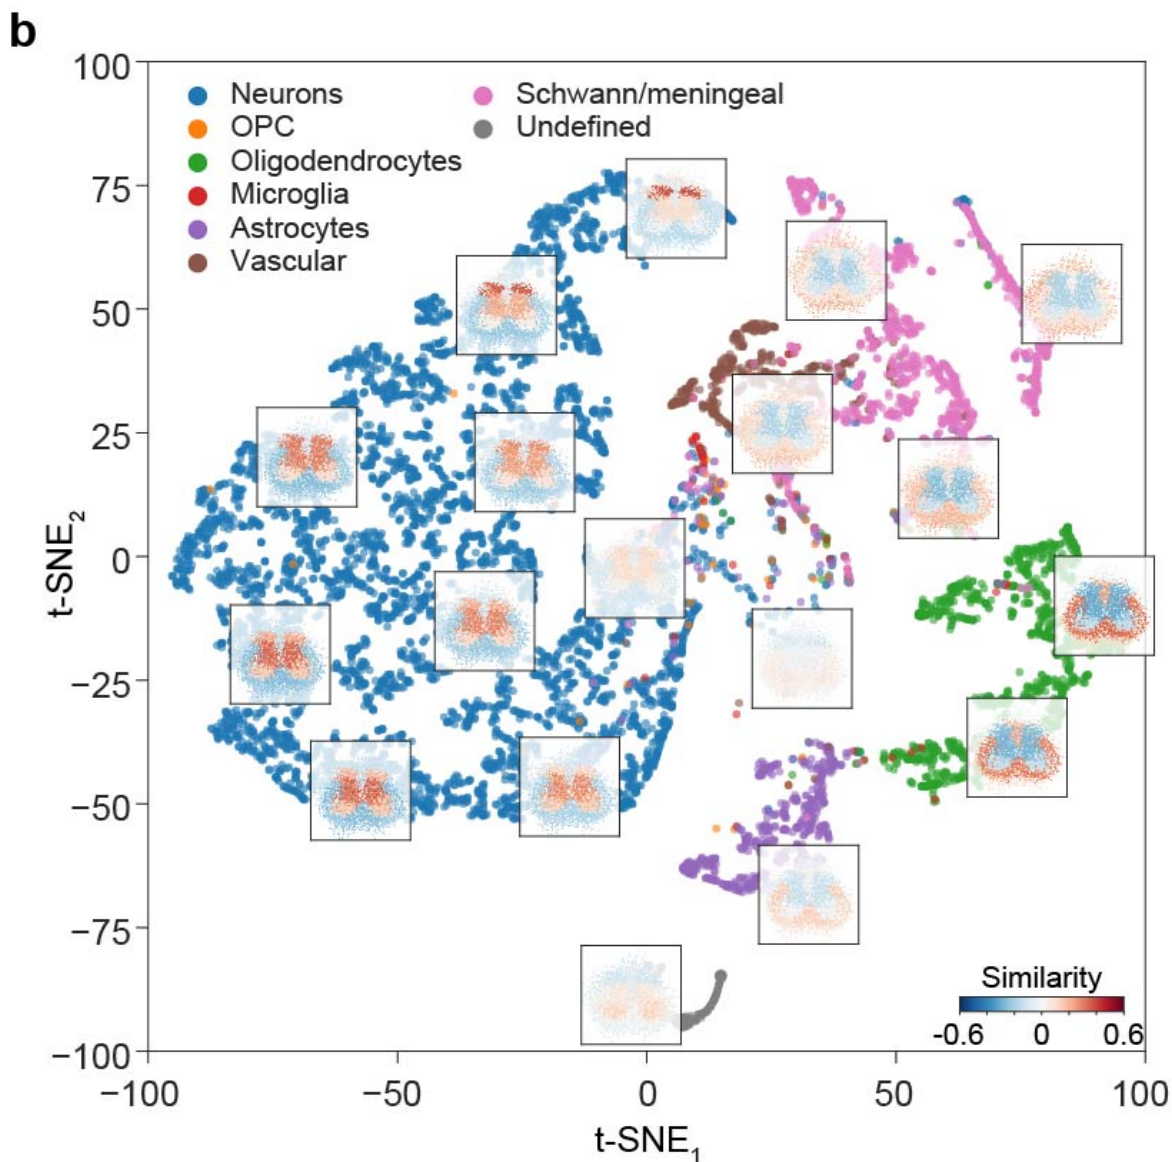 b
100
75
50
25
0
−25
−50
−75
−100
t-SNE2
Neurons
OPC
Oligodendrocytes
Microglia
Astrocytes
Vascular
Schwann/meningeal
Undefined
Similarity
-0.6 0 0.6
−100 −50 0 50 100
t-SNE1